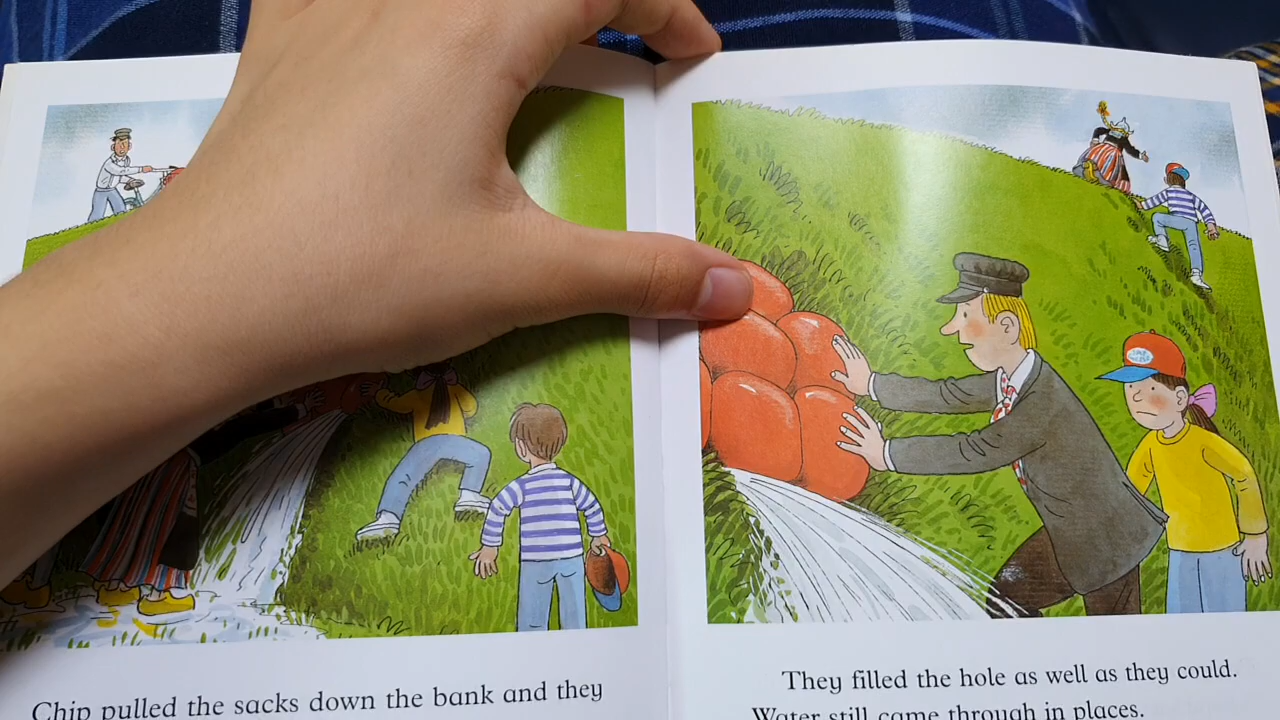 Chip pulled the sacks down the bank and they
They filled the hole as well as they could.
Water still came through in places.